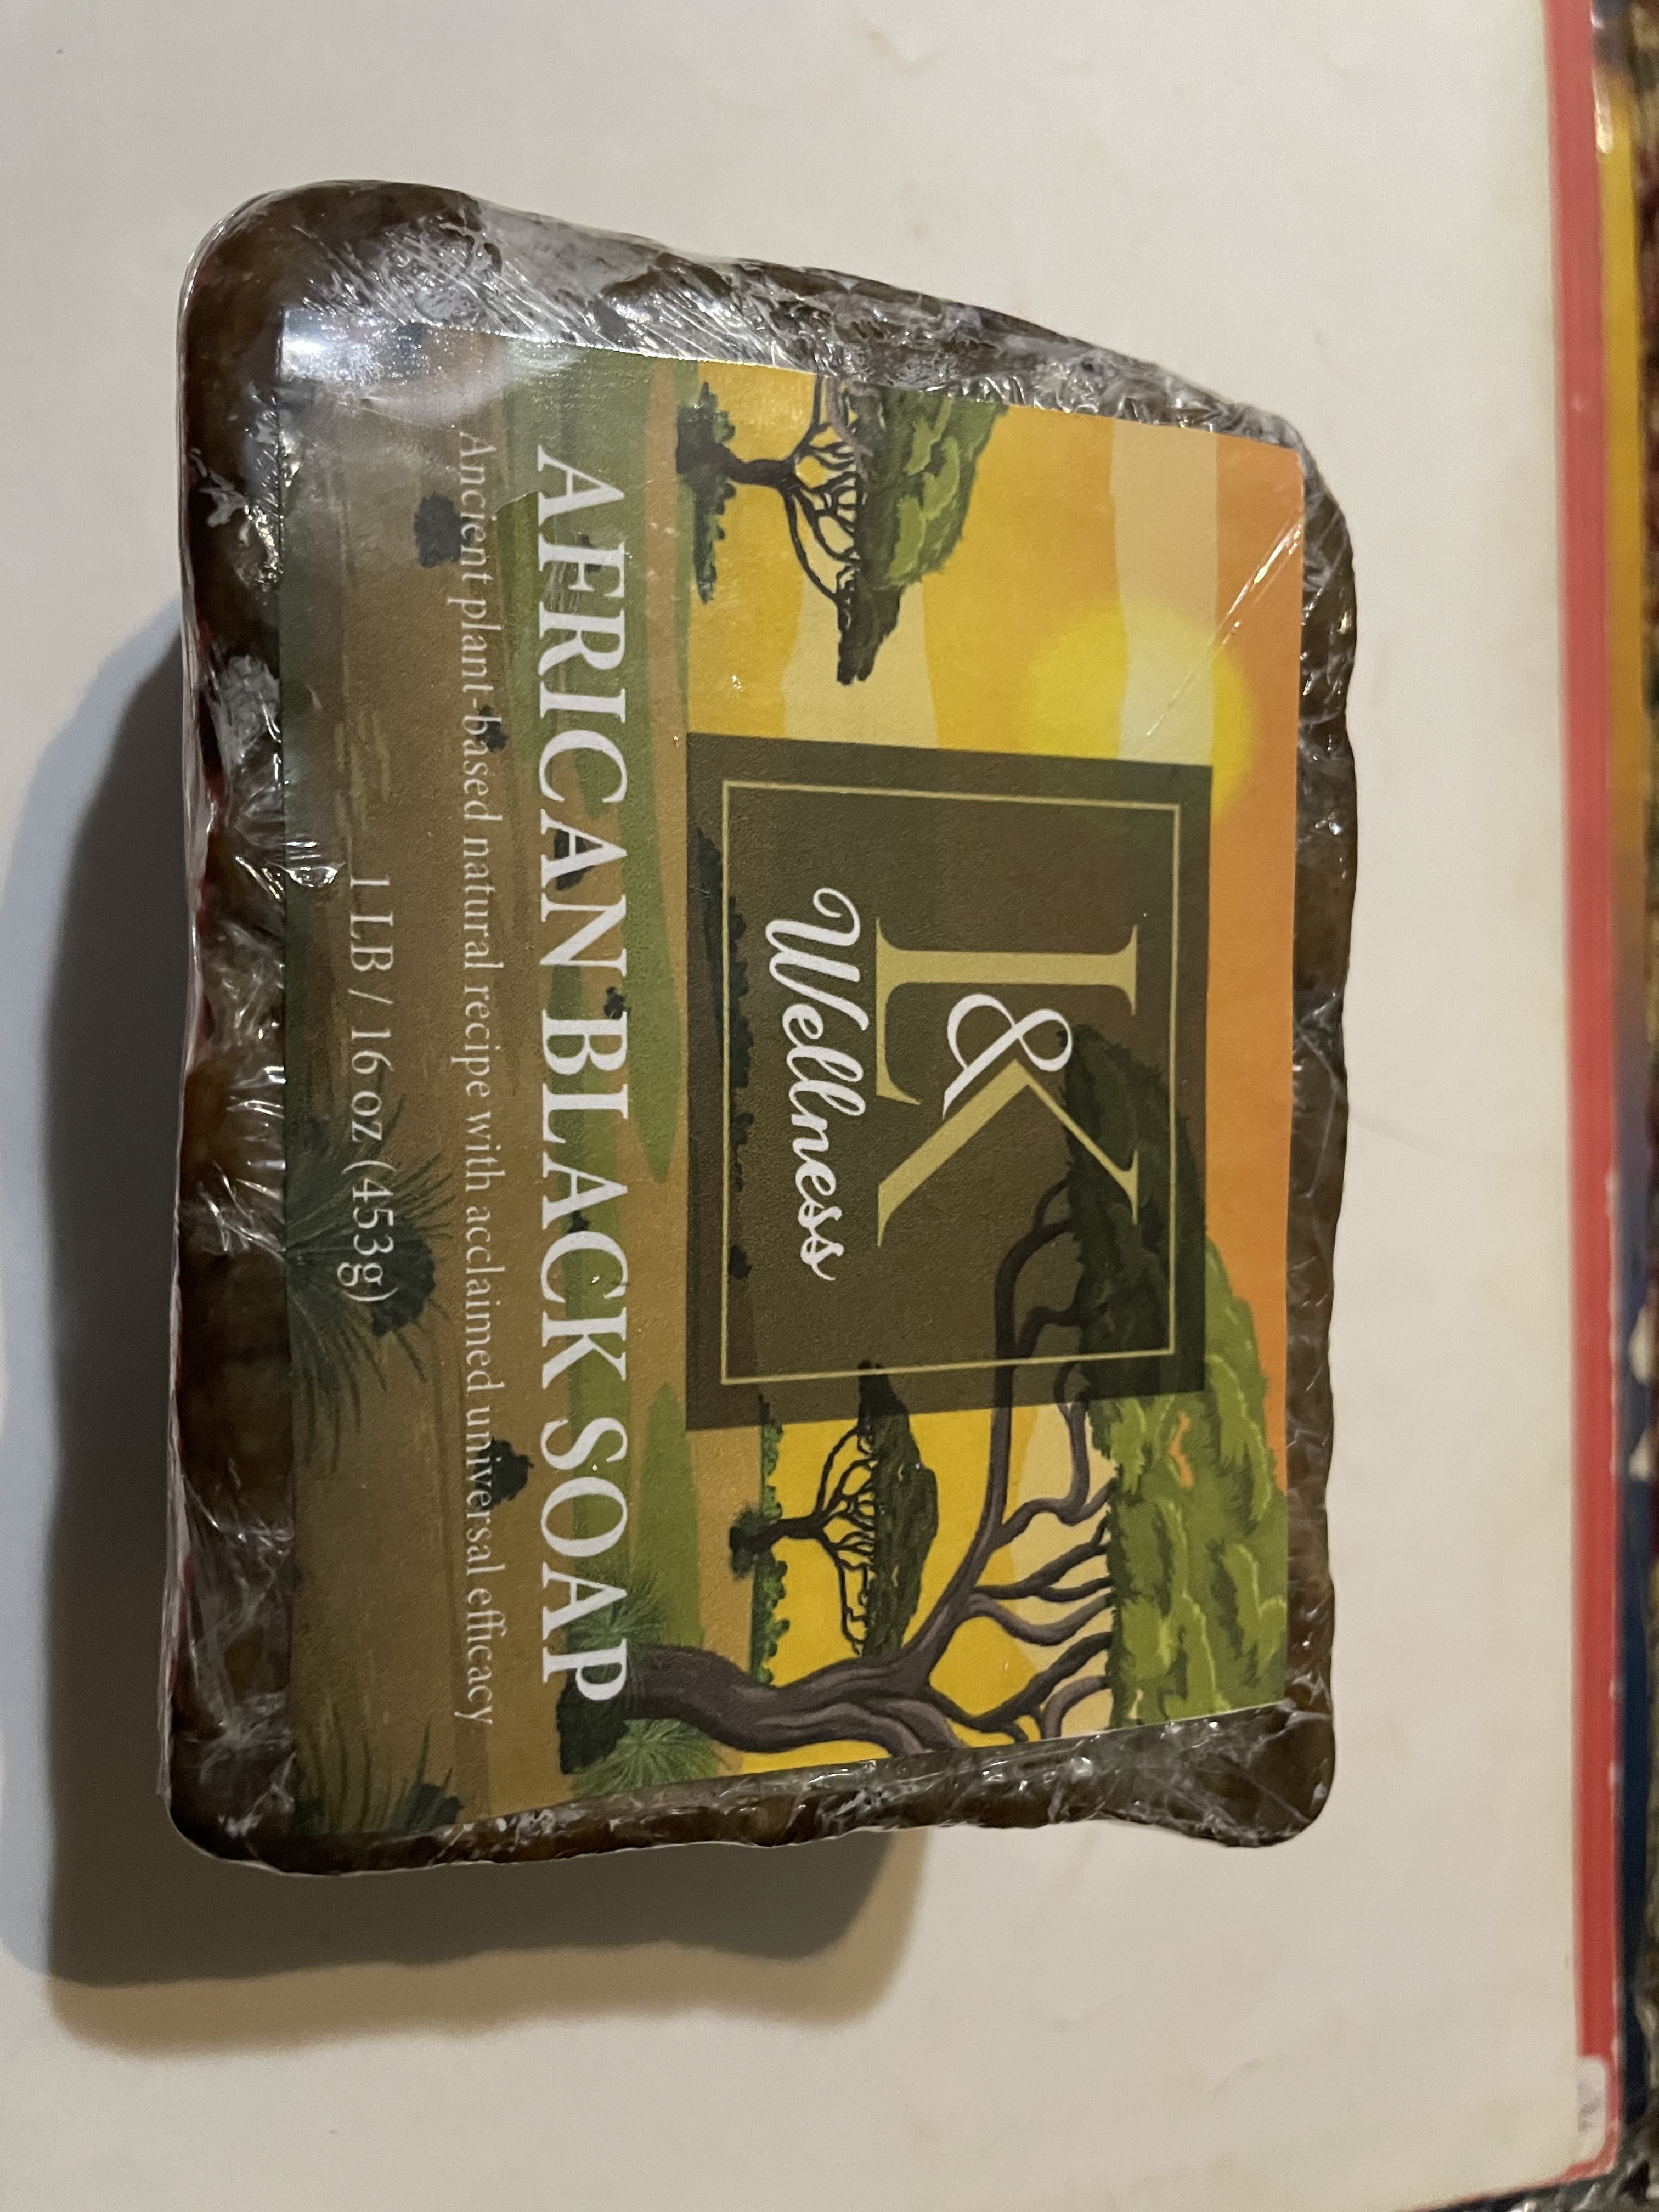 L&K
Wellness
AFRICAN BLACK SOAP
Ancient plant-based natural recipe with acclaimed universal efficacy
1 LB / 16 oz (453g)